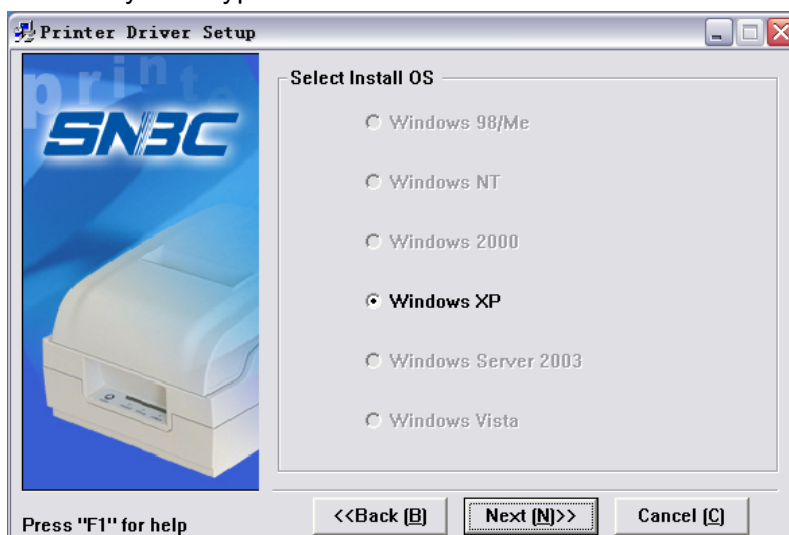 Printer Driver Setup
print
SNBC
Select Install OS
Windows 98/Me
Windows NT
Windows 2000
Windows XP
Windows Server 2003
Windows Vista
Press "F1" for help
<<Back (B)
Next (N)>>
Cancel (C)